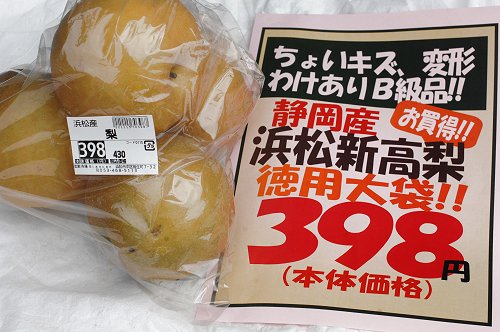 浜松産
梨
398
430
ちょいキズ、変形
わけありB級品!!
お買得!!
静岡産
浜松新高梨
徳用大袋!!
398円
(本体価格)